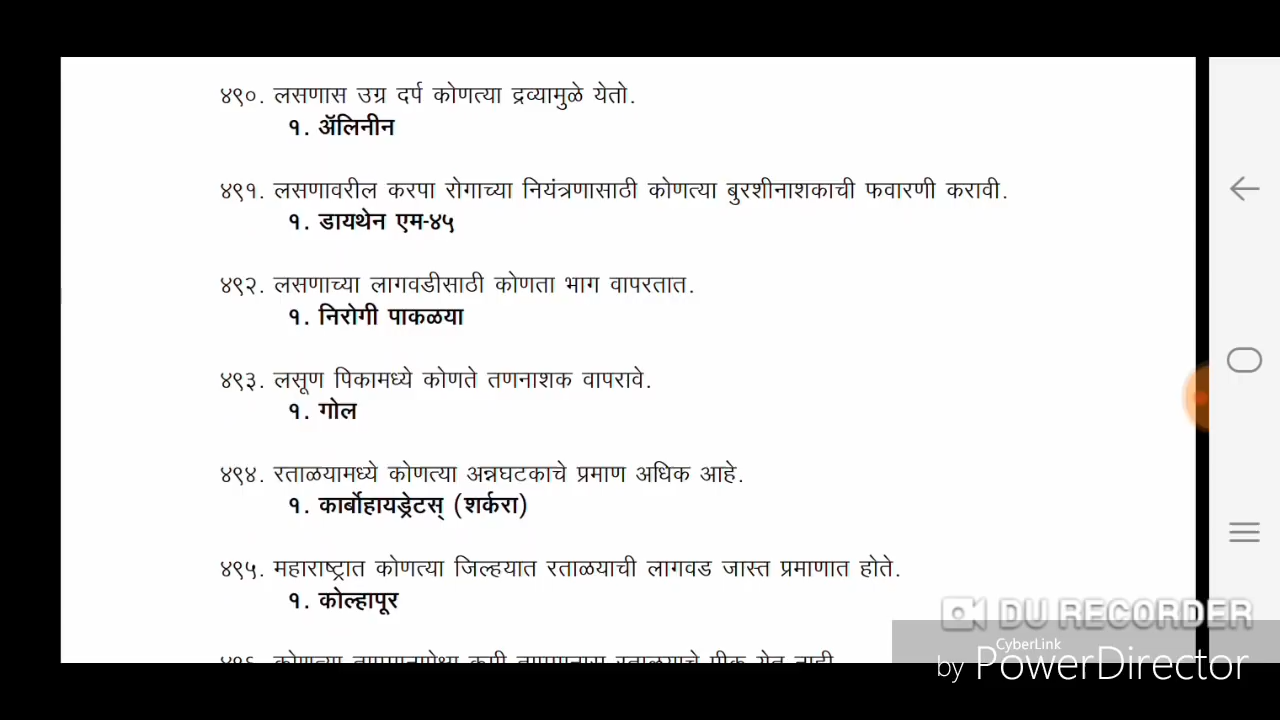 ४९०. लसणास उग्र दर्प कोणत्या द्रव्यामुळे येतो.
१. ॲलिनीन
४९१. लसणावरील करपा रोगाच्या नियंत्रणासाठी कोणत्या बुरशीनाशकाची फवारणी करावी.
१. डायथेन एम-४५
४९२. लसणाच्या लागवडीसाठी कोणता भाग वापरतात.
१. निरोगी पाकळया
४९३. लसूण पिकामध्ये कोणते तणनाशक वापरावे.
१. गोल
४९४. रताळयामध्ये कोणत्या अन्नघटकाचे प्रमाण अधिक आहे.
१. कार्बोहायड्रेटस् (शर्करा)
४९५. महाराष्ट्रात कोणत्या जिल्हयात रताळयाची लागवड जास्त प्रमाणात होते.
१. कोल्हापूर
DU RECORDER
CyberLink
by PowerDirector